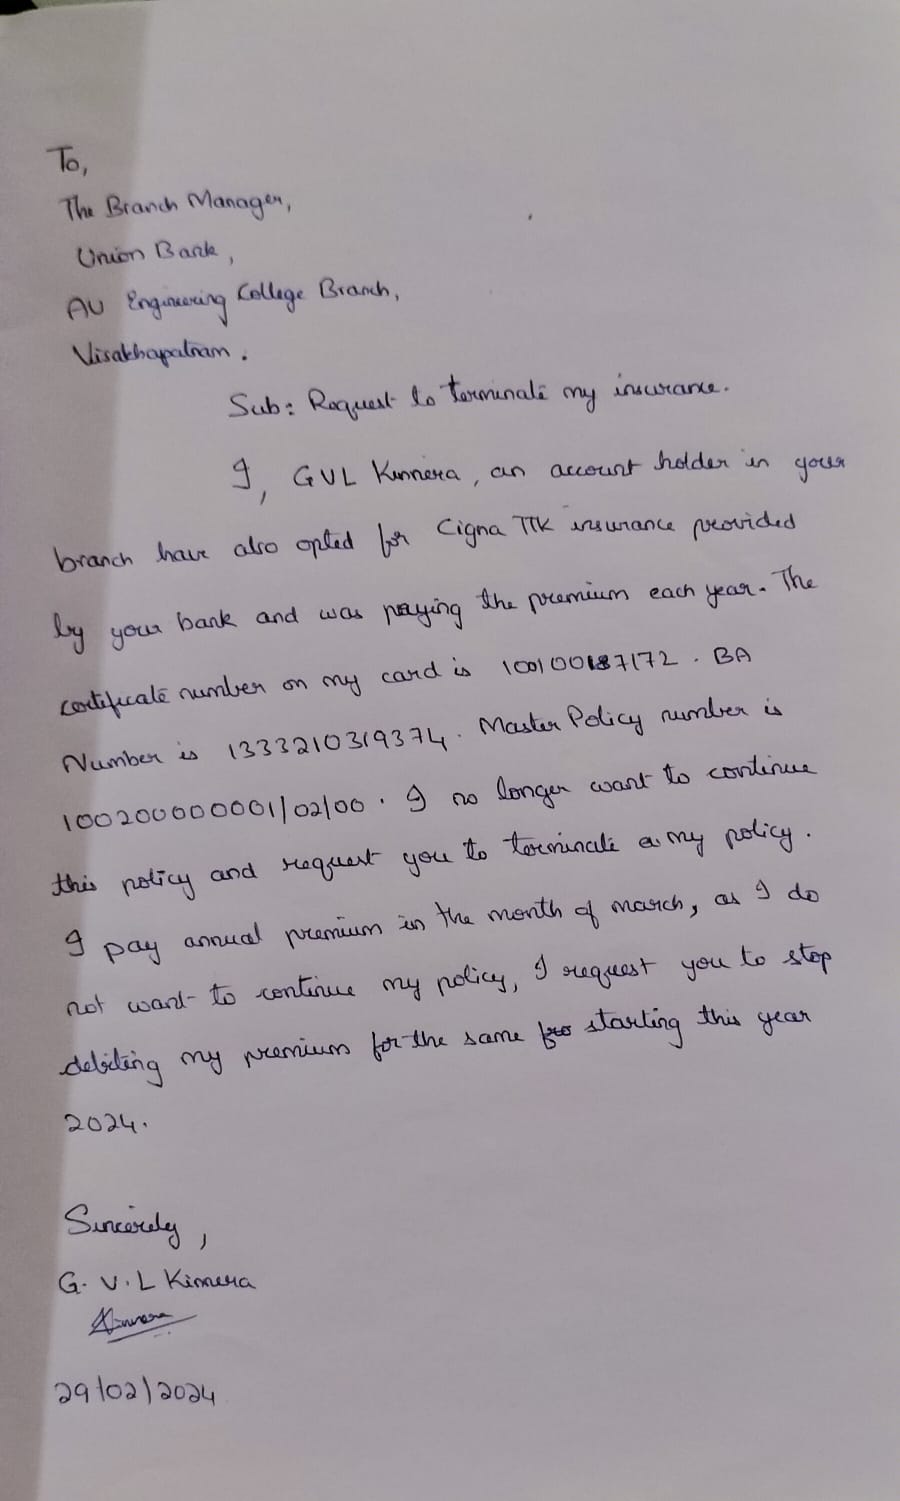 To,
The Branch Manager,
Union Bank,
AU Engineering College Branch,
Visakhapatnam.
Sub: Request to terminate my insurance.
I, GVL Kinnera, an account holder in your
branch have also opted for Cigna TTK insurance provided
by your bank and was paying the premium each year. The
certificate number on my card is 100100187172. BA
Number is 1333210319374. Master Policy number is
100200000001/02/00. I no longer want to continue
this policy and request you to terminate my policy.
I pay annual premium in the month of march, as I do
not want to continue my policy, I request you to stop
debiting my premium for the same starting this year
2024.
Sincerely,
G. V. L Kinnera
Kinnera
29/02/2024